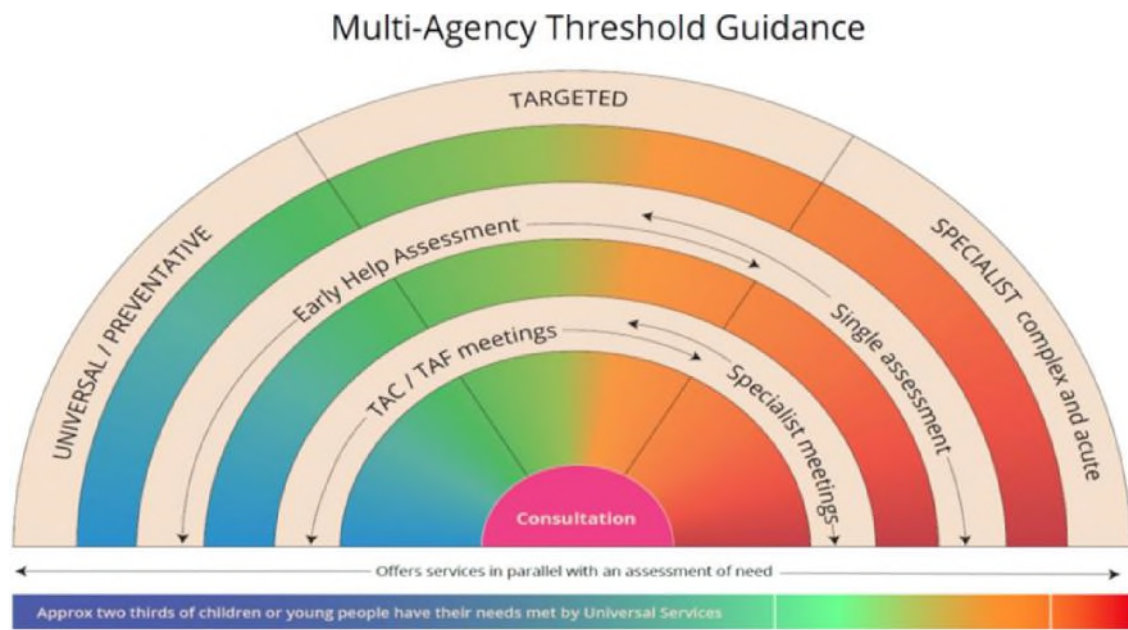 Multi-Agency Threshold Guidance
TARGETED
UNIVERSAL / PREVENTATIVE
SPECIALIST complex and acute
Early Help Assessment
Single assessment
TAC / TAF meetings
Specialist meetings
Consultation
Offers services in parallel with an assessment of need
Approx two thirds of children or young people have their needs met by Universal Services